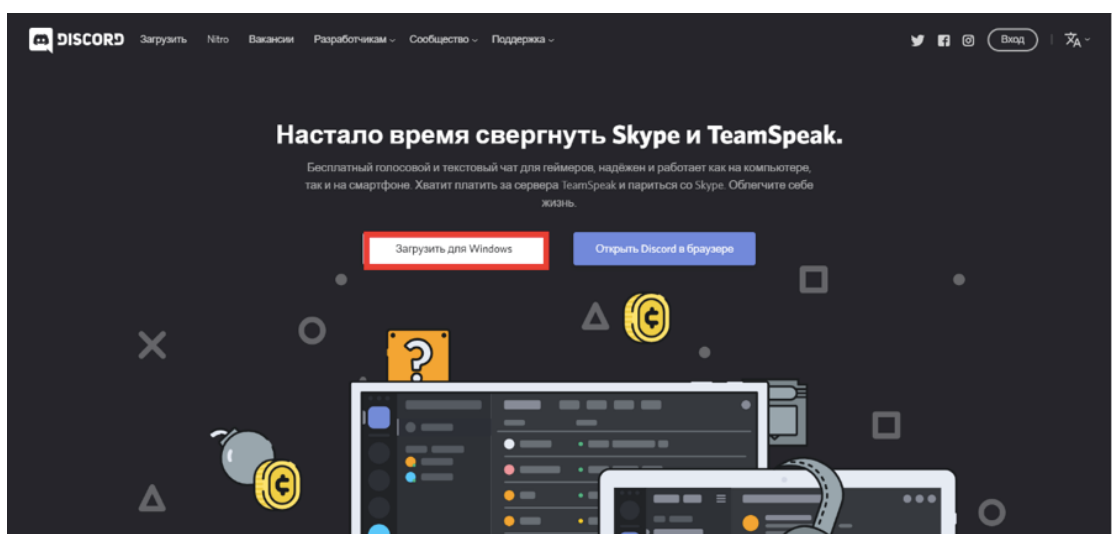 DISCORD Загрузить Nitro Вакансии Разработчикам Сообщество Поддержка Вход
Настало время свергнуть Skype и TeamSpeak.
Бесплатный голосовой и текстовый чат для геймеров, надёжен и работает как на компьютере,
так и на смартфоне. Хватит платить за сервера TeamSpeak и париться со Skype. Облегчите себе
жизнь.
Загрузить для Windows Открыть Discord в браузере